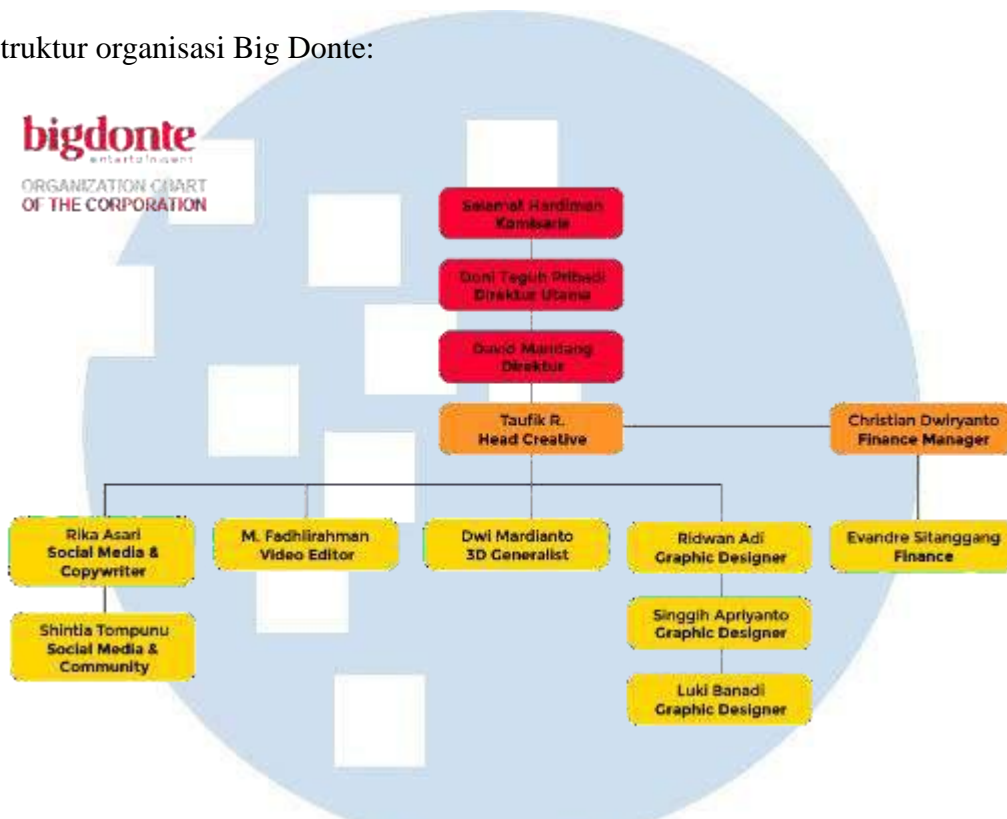 truktur organisasi Big Donte:
bigdonte
entertainment
ORGANIZATION CHART
OF THE CORPORATION
Selamat Hardiman
Komisaris
Doni Teguh Pribadi
Direktur Utama
David Mandang
Direktur
Taufik R.
Head Creative
Christian Dwiryanto
Finance Manager
Rika Asari
Social Media &
Copywriter
M. Fadhlirahman
Video Editor
Dwi Mardianto
3D Generalist
Ridwan Adi
Graphic Designer
Evandre Sitanggang
Finance
Shintia Tompunu
Social Media &
Community
Singgih Apriyanto
Graphic Designer
Luki Banadi
Graphic Designer